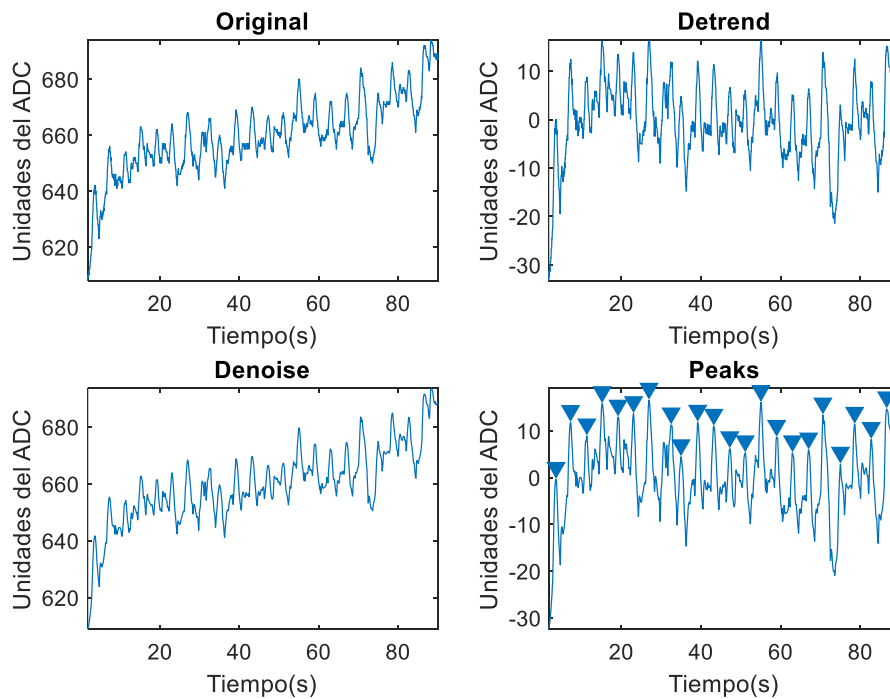 Original
Unidades del ADC
680
660
640
620
20 40 60 80
Tiempo(s)
Detrend
Unidades del ADC
10
0
-10
-20
-30
20 40 60 80
Tiempo(s)
Denoise
Unidades del ADC
680
660
640
620
20 40 60 80
Tiempo(s)
Peaks
Unidades del ADC
10
0
-10
-20
-30
20 40 60 80
Tiempo(s)